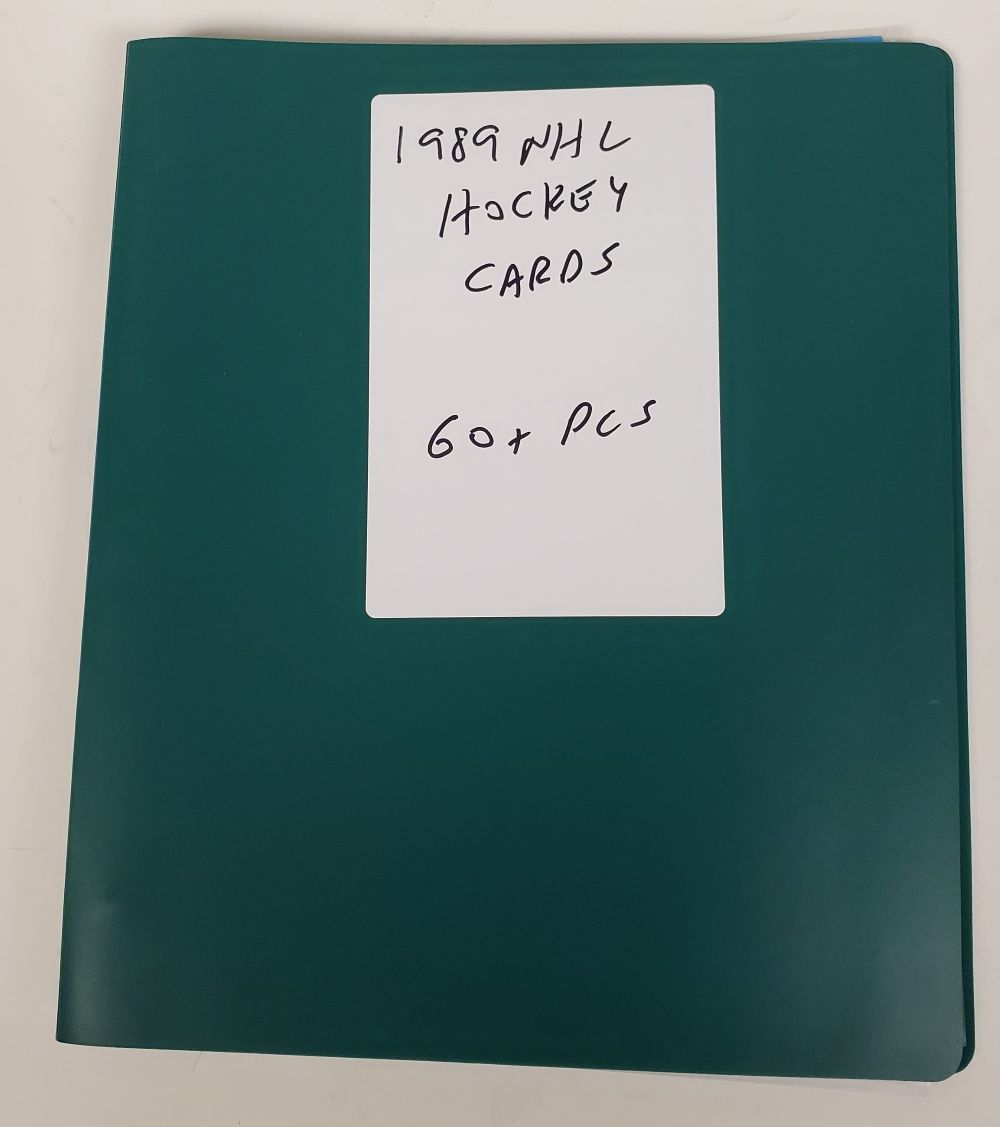 1989 NHL
HOCKEY
CARDS
60+ PCS